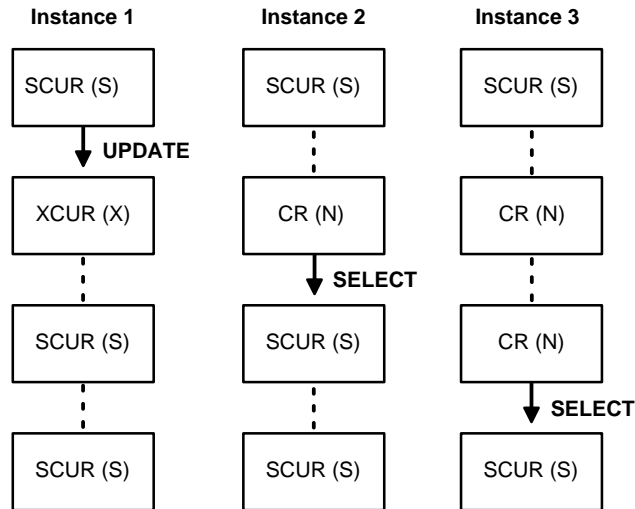 Instance 1 Instance 2 Instance 3
SCUR (S) SCUR (S) SCUR (S)
UPDATE
XCUR (X) CR (N) CR (N)
SELECT
SCUR (S) SCUR (S) CR (N)
SELECT
SCUR (S) SCUR (S) SCUR (S)